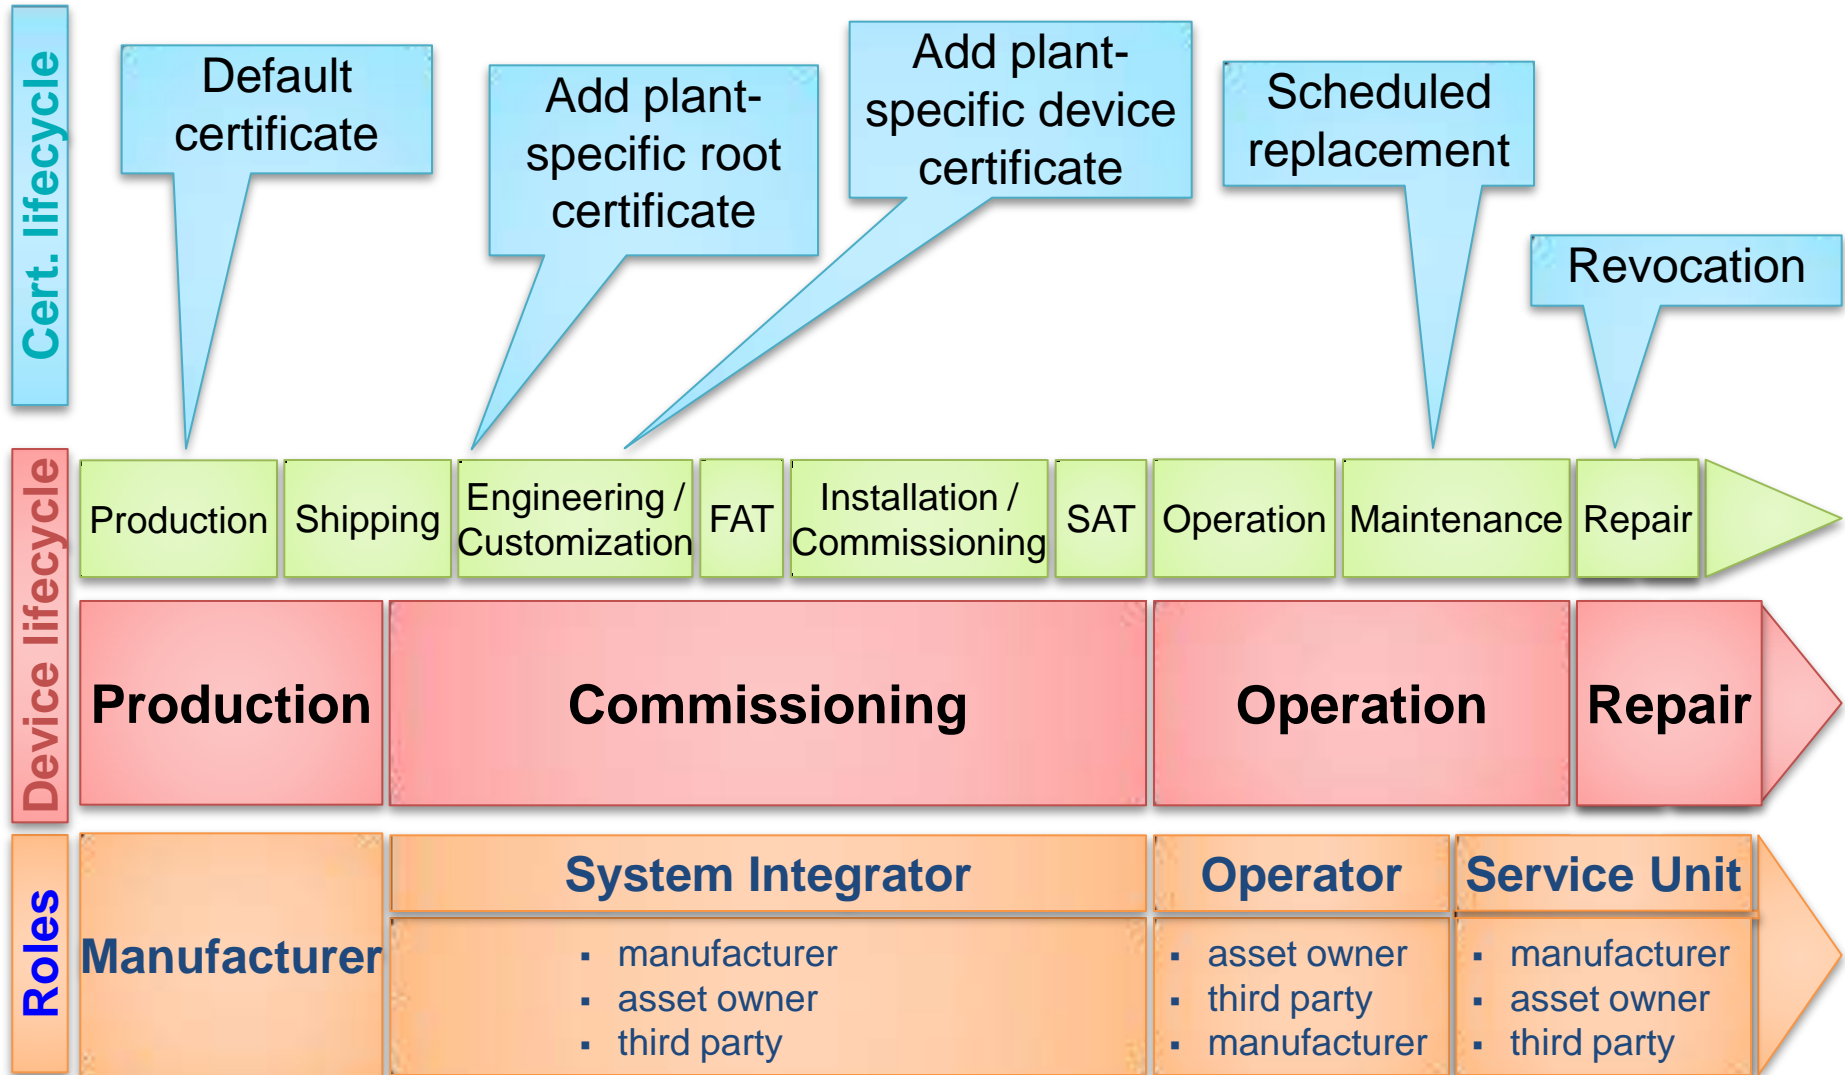 Cert. lifecycle
Default
certificate
Add plant-
specific root
certificate
Add plant-
specific device
certificate
Scheduled
replacement
Revocation
Device lifecycle
Production
Shipping
Engineering /
Customization
FAT
Installation /
Commissioning
SAT
Operation
Maintenance
Repair
Production
Commissioning
Operation
Repair
Roles
Manufacturer
System Integrator
▪ manufacturer
▪ asset owner
▪ third party
Operator
▪ asset owner
▪ third party
▪ manufacturer
Service Unit
▪ manufacturer
▪ asset owner
▪ third party